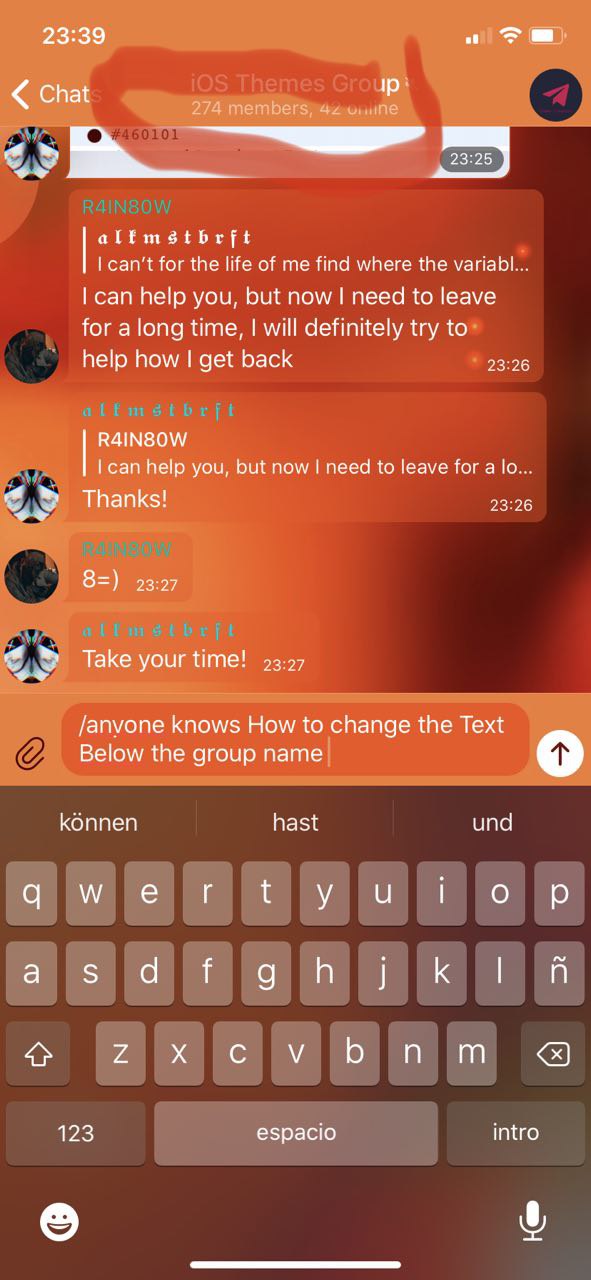 23:39
Chats
iOS Themes Group
274 members, 42 online
#460101
23:25
R4IN80W
𝖆 𝖑 𝖋 𝖒 𝖘 𝖙 𝖇 𝖗 𝖋 𝖙
I can’t for the life of me find where the variabl...
I can help you, but now I need to leave
for a long time, I will definitely try to
help how I get back
23:26
𝖆 𝖑 𝖋 𝖒 𝖘 𝖙 𝖇 𝖗 𝖋 𝖙
R4IN80W
I can help you, but now I need to leave for a lo...
Thanks!
23:26
R4IN80W
8=) 23:27
𝖆 𝖑 𝖋 𝖒 𝖘 𝖙 𝖇 𝖗 𝖋 𝖙
Take your time! 23:27
/anyone knows How to change the Text
Below the group name
können hast und
q w e r t y u i o p
a s d f g h j k l ñ
z x c v b n m
123 espacio intro